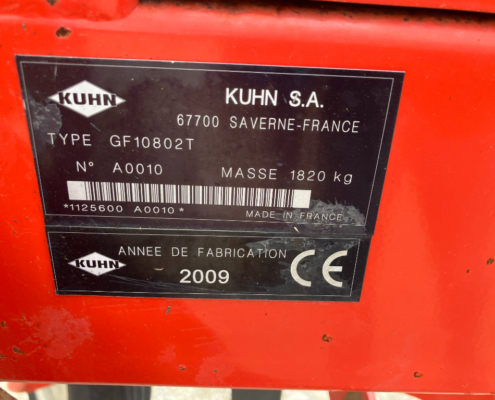 KUHN KUHN S.A.
67700 SAVERNE-FRANCE
TYPE GF10802T
N° A0010 MASSE 1820 kg
*1125600 A0010* MADE IN FRANCE
ANNEE DE FABRICATION
KUHN 2009 CE